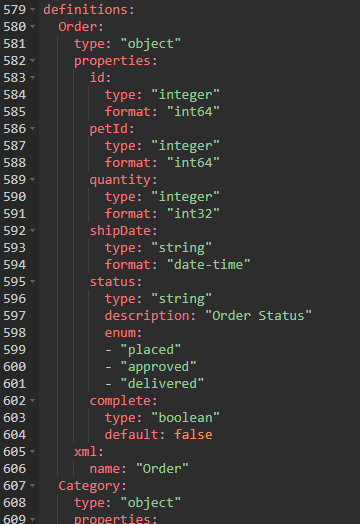 579 definitions:
580 Order:
581 type: "object"
582 properties:
583 id:
584 type: "integer"
585 format: "int64"
586 petId:
587 type: "integer"
588 format: "int64"
589 quantity:
590 type: "integer"
591 format: "int32"
592 shipDate:
593 type: "string"
594 format: "date-time"
595 status:
596 type: "string"
597 description: "Order Status"
598 enum:
599 - "placed"
600 - "approved"
601 - "delivered"
602 complete:
603 type: "boolean"
604 default: false
605 xml:
606 name: "Order"
607 Category:
608 type: "object"
609 properties: